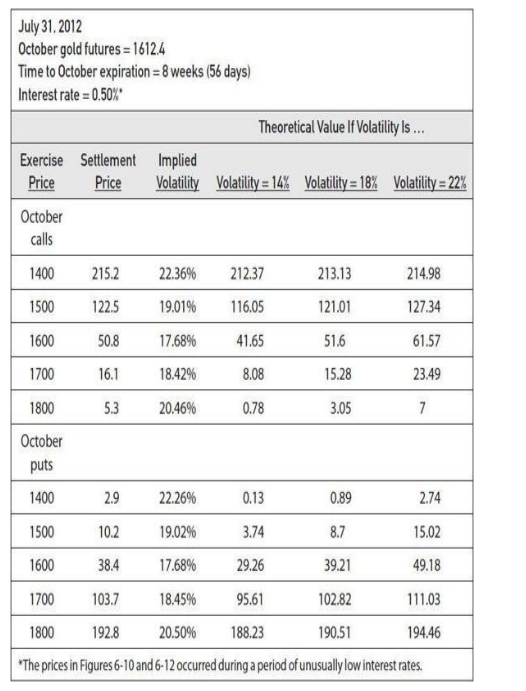 July 31, 2012
October gold futures = 1612.4
Time to October expiration = 8 weeks (56 days)
Interest rate = 0.50%*
Theoretical Value If Volatility Is ...
Exercise Price Settlement Price Implied Volatility Volatility = 14% Volatility = 18% Volatility = 22%
October calls
1400 215.2 22.36% 212.37 213.13 214.98
1500 122.5 19.01% 116.05 121.01 127.34
1600 50.8 17.68% 41.65 51.6 61.57
1700 16.1 18.42% 8.08 15.28 23.49
1800 5.3 20.46% 0.78 3.05 7
October puts
1400 2.9 22.26% 0.13 0.89 2.74
1500 10.2 19.02% 3.74 8.7 15.02
1600 38.4 17.68% 29.26 39.21 49.18
1700 103.7 18.45% 95.61 102.82 111.03
1800 192.8 20.50% 188.23 190.51 194.46
*The prices in Figures 6-10 and 6-12 occurred during a period of unusually low interest rates.